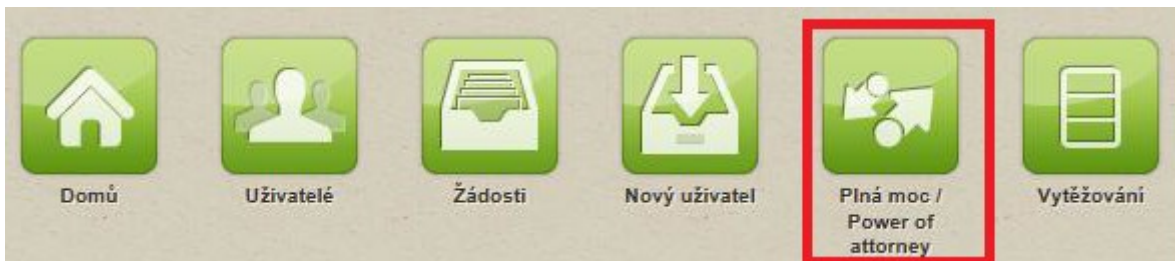 Domů
Uživatelé
Žádosti
Nový uživatel
Plná moc /
Power of
attorney
Vytěžování